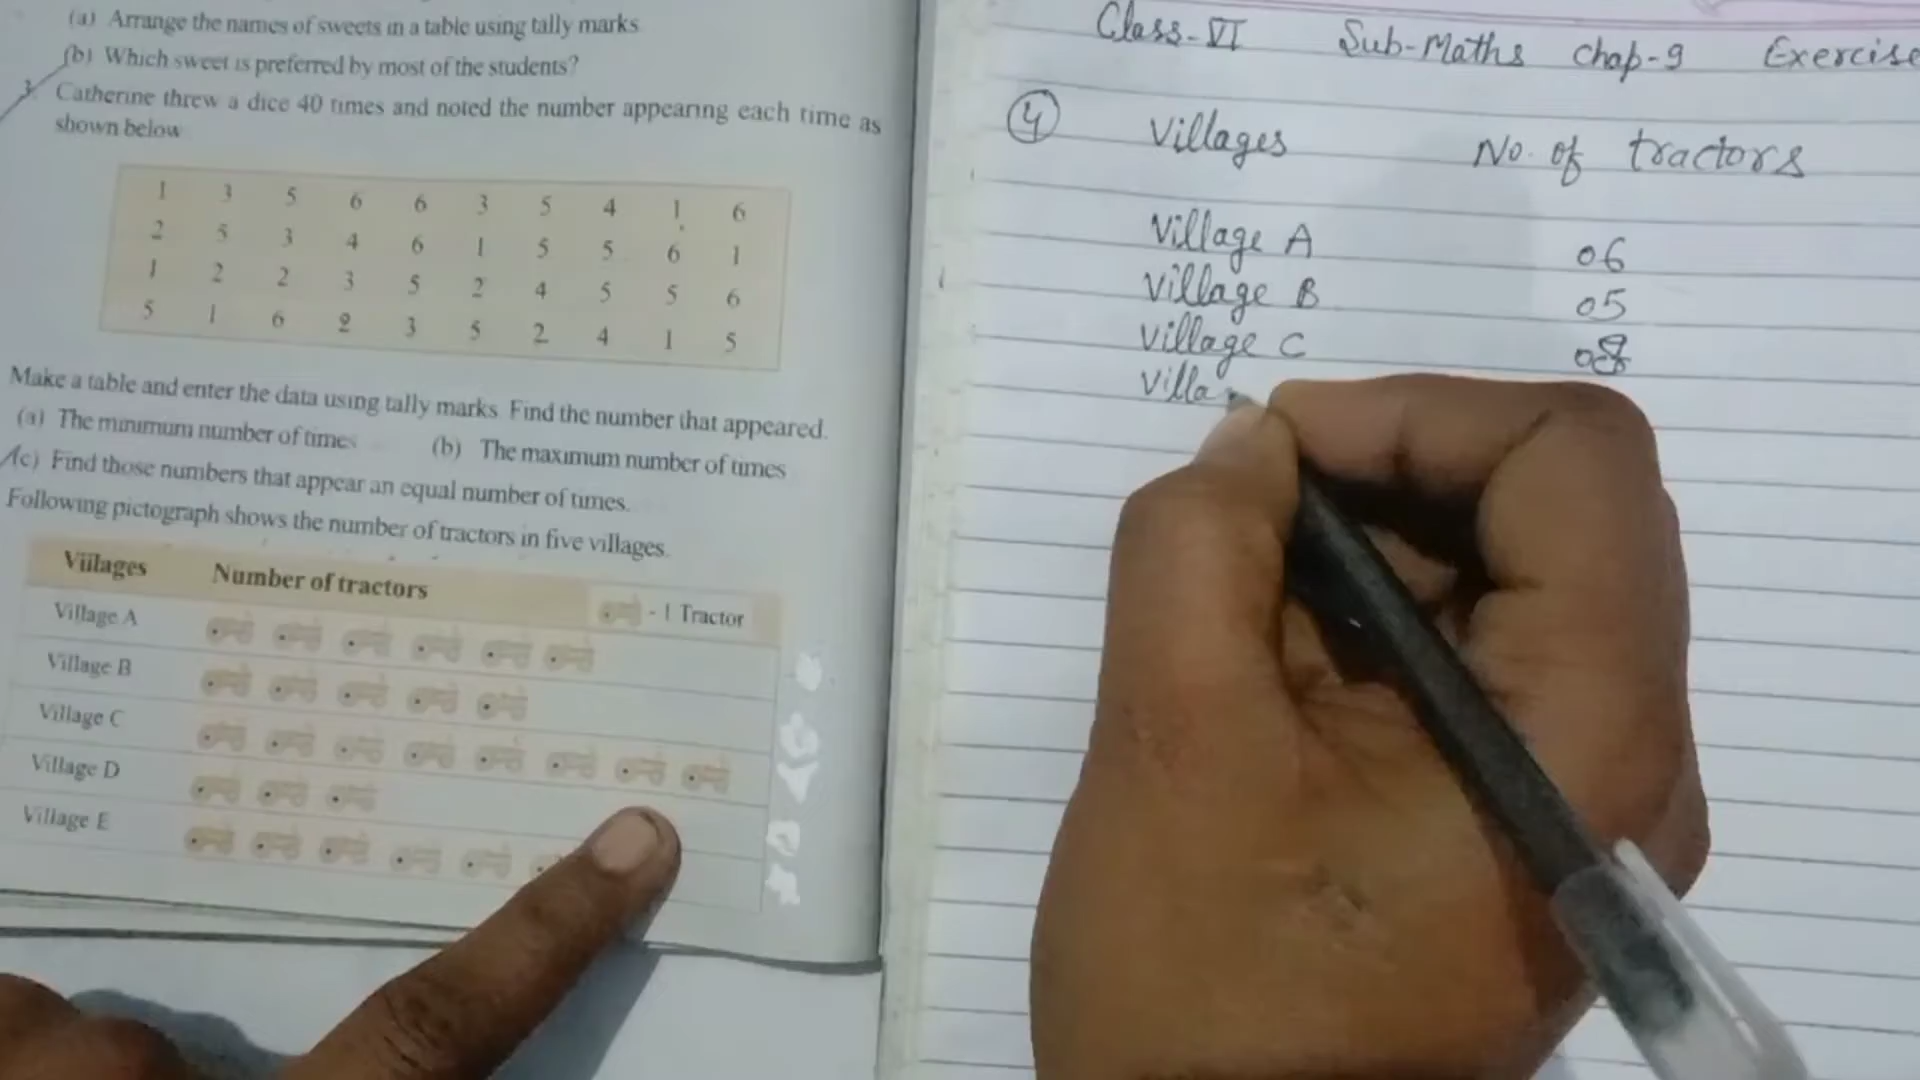 (a) Arrange the names of sweets in a table using tally marks
(b) Which sweet is preferred by most of the students?
3. Catherine threw a dice 40 times and noted the number appearing each time as
shown below
1 3 5 6 6 3 5 4 1 6
2 5 3 4 6 1 5 5 6 1
1 2 2 3 5 2 4 5 5 6
5 1 6 2 3 5 2 4 1 5
Make a table and enter the data using tally marks. Find the number that appeared.
(a) The minimum number of times (b) The maximum number of times
(c) Find those numbers that appear an equal number of times.
Following pictograph shows the number of tractors in five villages.
Villages Number of tractors - 1 Tractor
Village A
Village B
Village C
Village D
Village E
Class-VI Sub-Maths Chap-9 Exercise
4 Villages No. of tractors
Village A 06
Village B 05
Village C 08
Villa